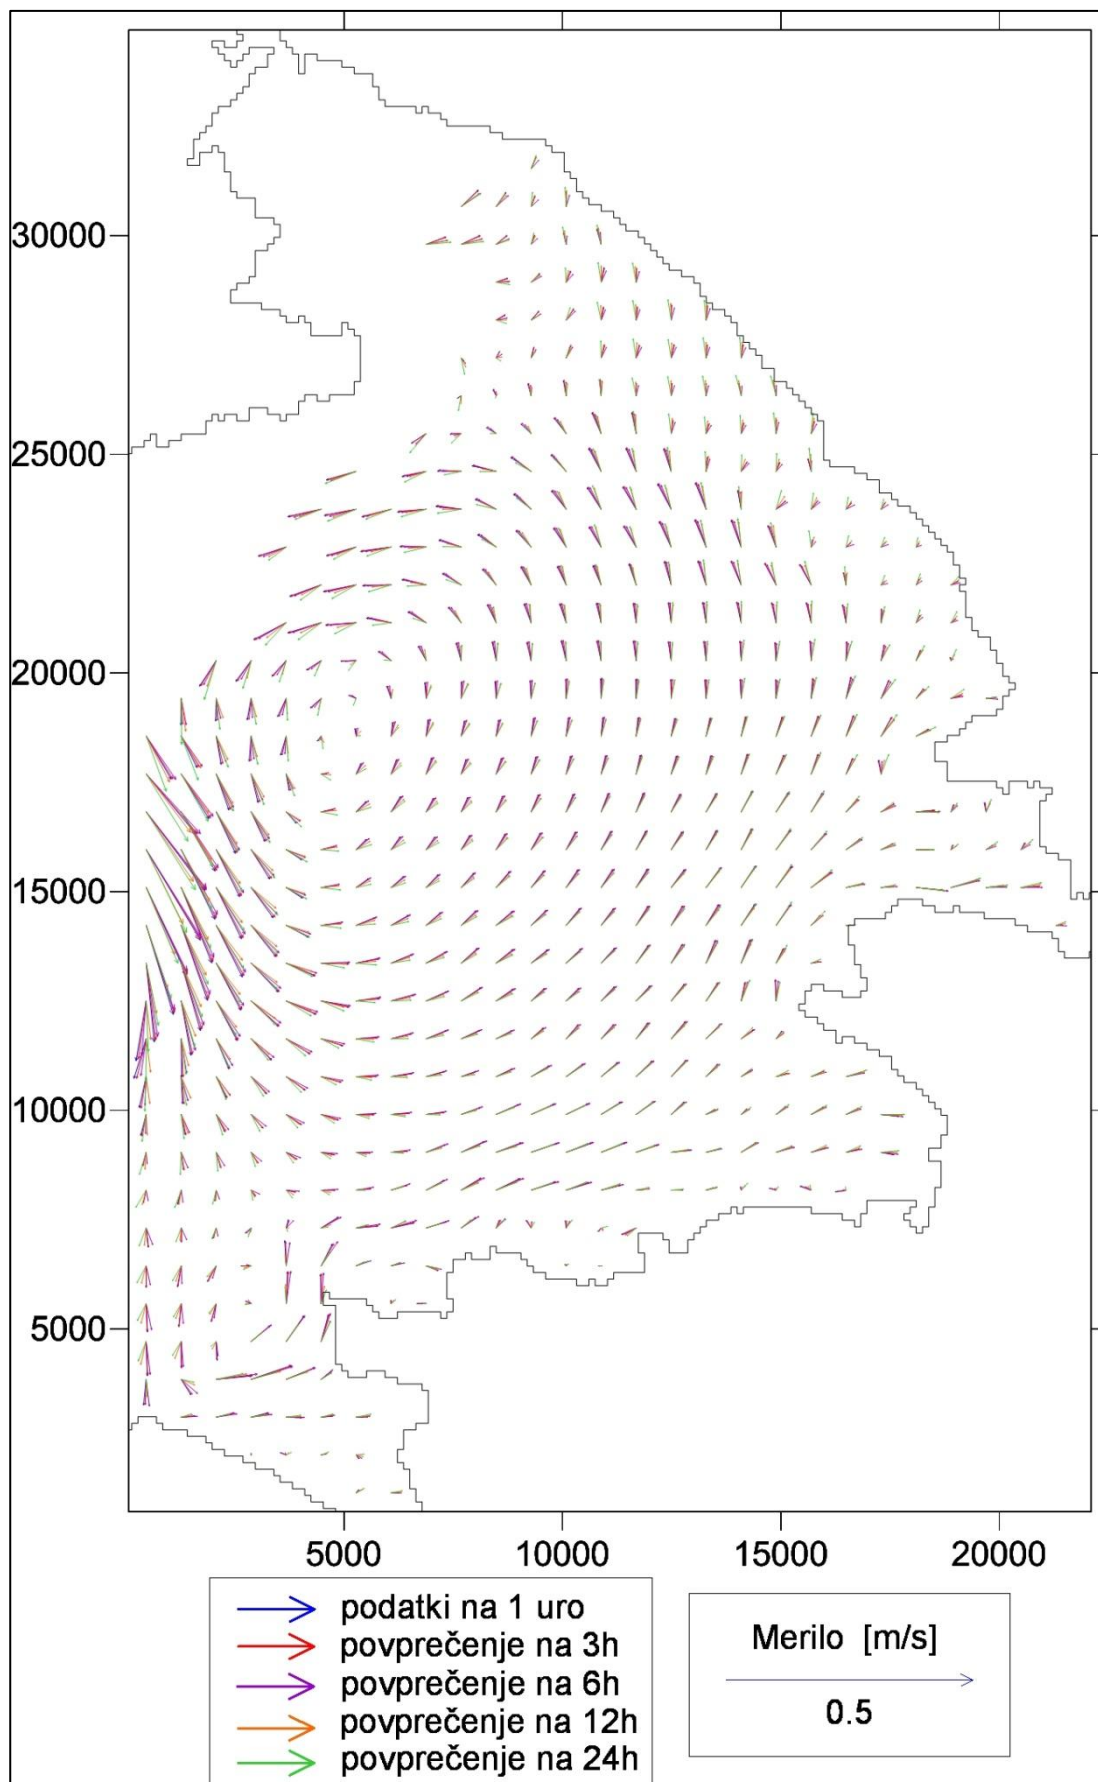 30000
25000
20000
15000
10000
5000
5000 10000 15000 20000
podatki na 1 uro
povprečenje na 3h
povprečenje na 6h
povprečenje na 12h
povprečenje na 24h
Merilo [m/s]
0.5